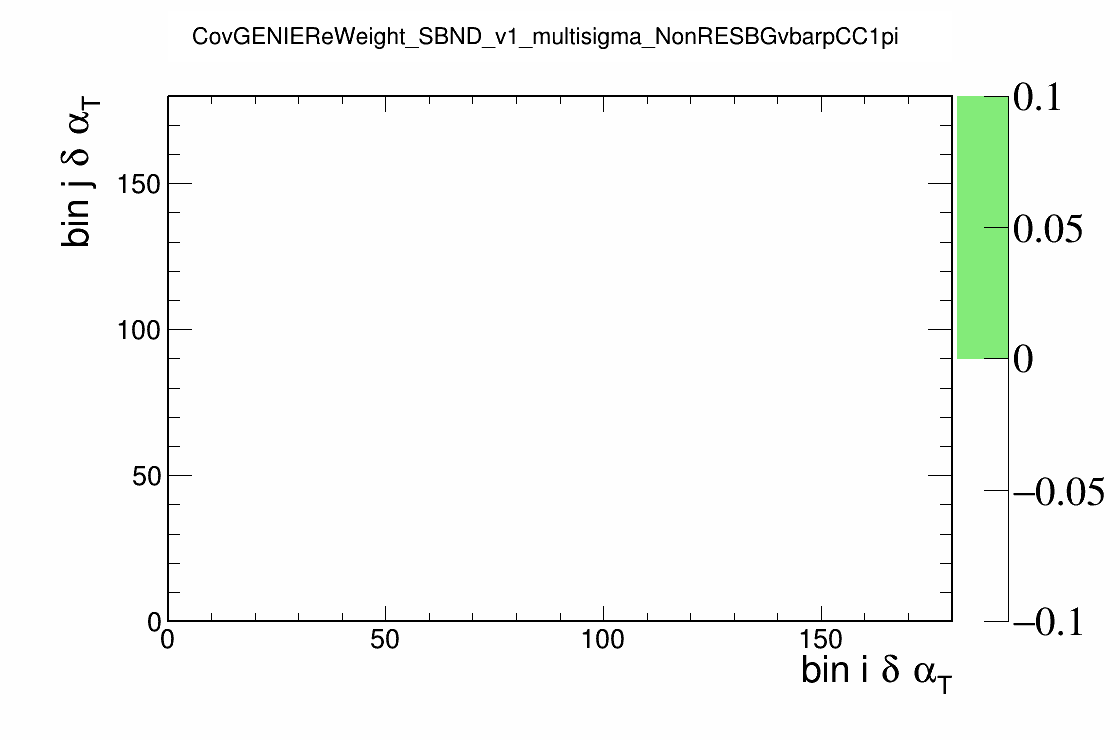 CovGENIEReWeight_SBND_v1_multisigma_NonRESBGvbarpCC1pi
bin j δ α_T
150
100
50
0
0 50 100 150
bin i δ α_T
0.1
0.05
0
−0.05
−0.1